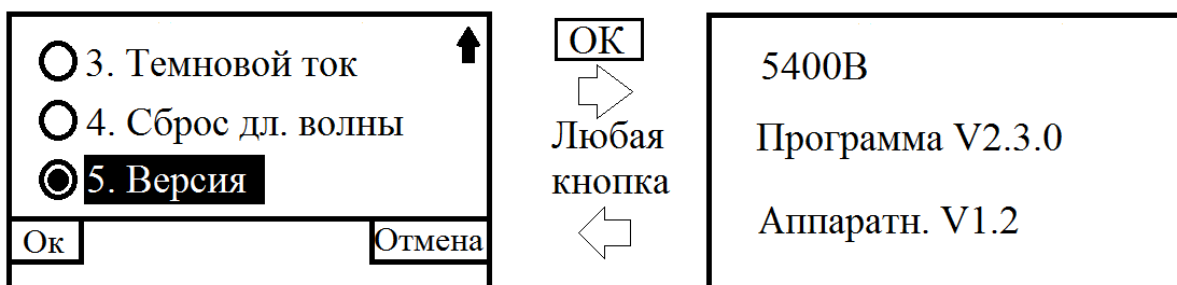 3. Темновой ток
4. Сброс дл. волны
5. Версия
Ок
Отмена
ОК
Любая
кнопка
5400В
Программа V2.3.0
Аппаратн. V1.2